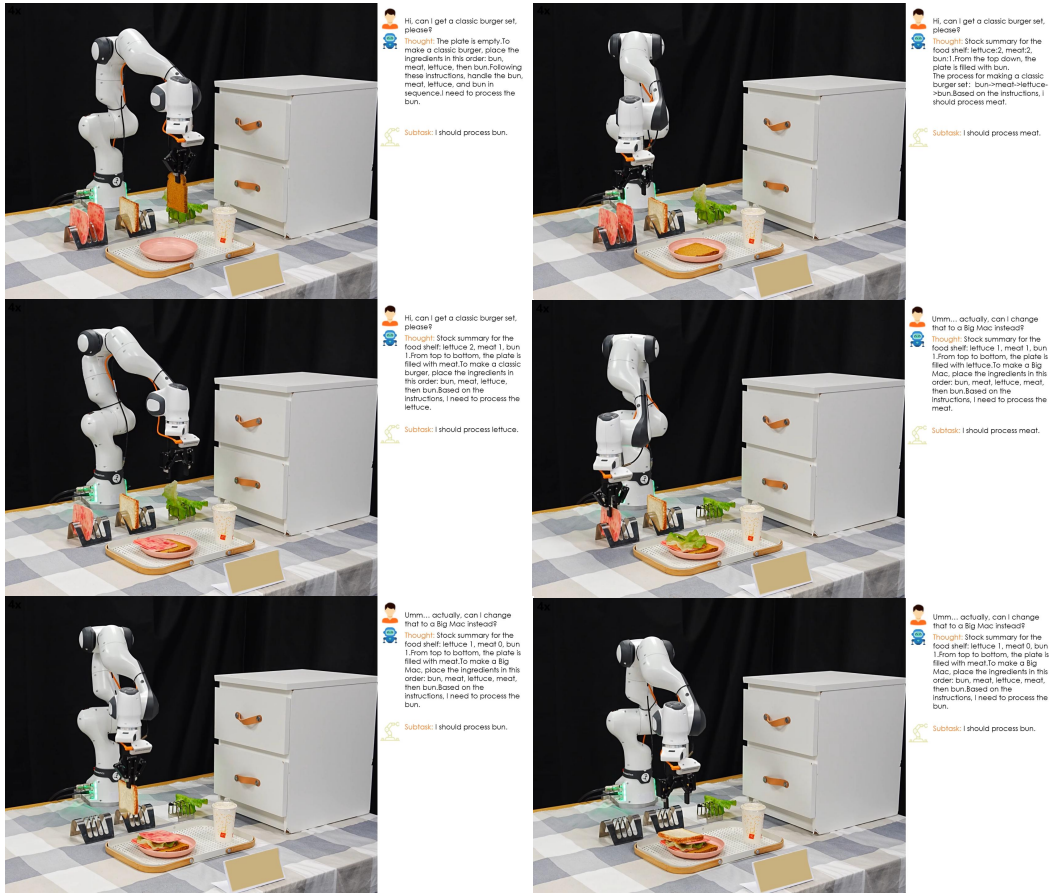 4x
Hi, can I get a classic burger set,
please?
Thought: The plate is empty.To
make a classic burger, place the
ingredients in this order: bun,
meat, lettuce, then bun.Following
these instructions, handle the bun,
meat, lettuce, and bun in
sequence.I need to process the
bun.
Subtask: I should process bun.
4x
Hi, can I get a classic burger set,
please?
Thought: Stock summary for the
food shelf: lettuce:2, meat:2,
bun:1.From the top down, the
plate is filled with bun.
The process for making a classic
burger set: bun->meat->lettuce-
>bun.Based on the instructions, I
should process meat.
Subtask: I should process meat.
4x
Hi, can I get a classic burger set,
please?
Thought: Stock summary for the
food shelf: lettuce 2, meat 1, bun
1.From top to bottom, the plate is
filled with meat.To make a classic
burger, place the ingredients in
this order: bun, meat, lettuce,
then bun.Based on the
instructions, I need to process the
lettuce.
Subtask: I should process lettuce.
4x
Umm... actually, can I change
that to a Big Mac instead?
Thought: Stock summary for the
food shelf: lettuce 1, meat 1, bun
1.From top to bottom, the plate is
filled with lettuce.To make a Big
Mac, place the ingredients in this
order: bun, meat, lettuce, meat,
then bun.Based on the
instructions, I need to process the
meat.
Subtask: I should process meat.
4x
Umm... actually, can I change
that to a Big Mac instead?
Thought: Stock summary for the
food shelf: lettuce 1, meat 0, bun
1.From top to bottom, the plate is
filled with meat.To make a Big
Mac, place the ingredients in this
order: bun, meat, lettuce, meat,
then bun.Based on the
instructions, I need to process the
bun.
Subtask: I should process bun.
4x
Umm... actually, can I change
that to a Big Mac instead?
Thought: Stock summary for the
food shelf: lettuce 1, meat 0, bun
1.From top to bottom, the plate is
filled with meat.To make a Big
Mac, place the ingredients in this
order: bun, meat, lettuce, meat,
then bun.Based on the
instructions, I need to process the
bun.
Subtask: I should process bun.